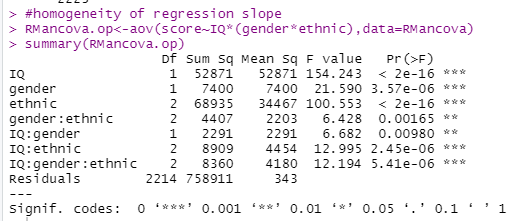 > #homogeneity of regression slope
> RMancova.op<-aov(score~IQ*(gender*ethnic),data=RMancova)
> summary(RMancova.op)
Df Sum Sq Mean Sq F value Pr(>F)
IQ 1 52871 52871 154.243 < 2e-16 ***
gender 1 7400 7400 21.590 3.57e-06 ***
ethnic 2 68935 34467 100.553 < 2e-16 ***
gender:ethnic 2 4407 2203 6.428 0.00165 **
IQ:gender 1 2291 2291 6.682 0.00980 **
IQ:ethnic 2 8909 4454 12.995 2.45e-06 ***
IQ:gender:ethnic 2 8360 4180 12.194 5.41e-06 ***
Residuals 2214 758911 343
---
Signif. codes: 0 ‘***’ 0.001 ‘**’ 0.01 ‘*’ 0.05 ‘.’ 0.1 ‘ ’ 1